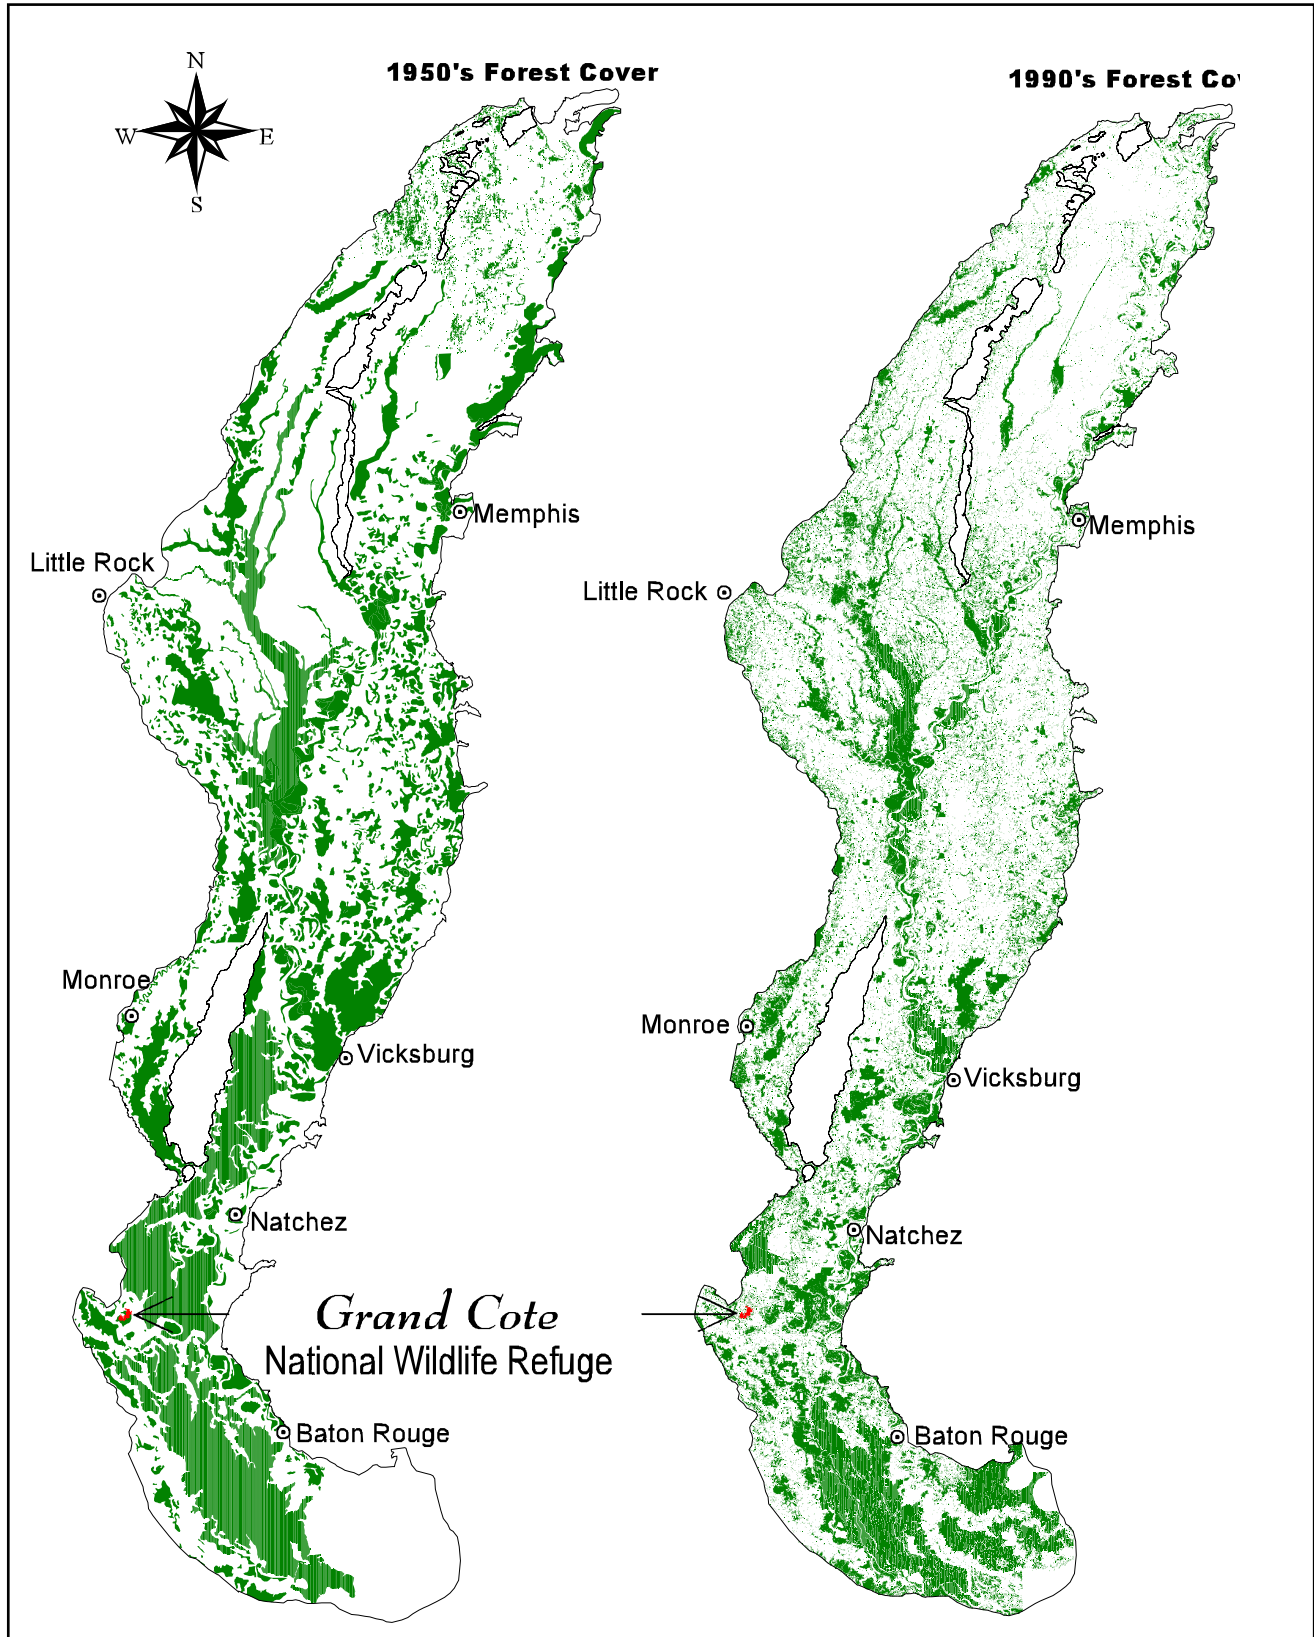 N
W E
S
1950's Forest Cover
1990's Forest Co
Memphis
Little Rock
Monroe
Vicksburg
Natchez
Grand Cote
National Wildlife Refuge
Baton Rouge
Memphis
Little Rock
Monroe
Vicksburg
Natchez
Baton Rouge